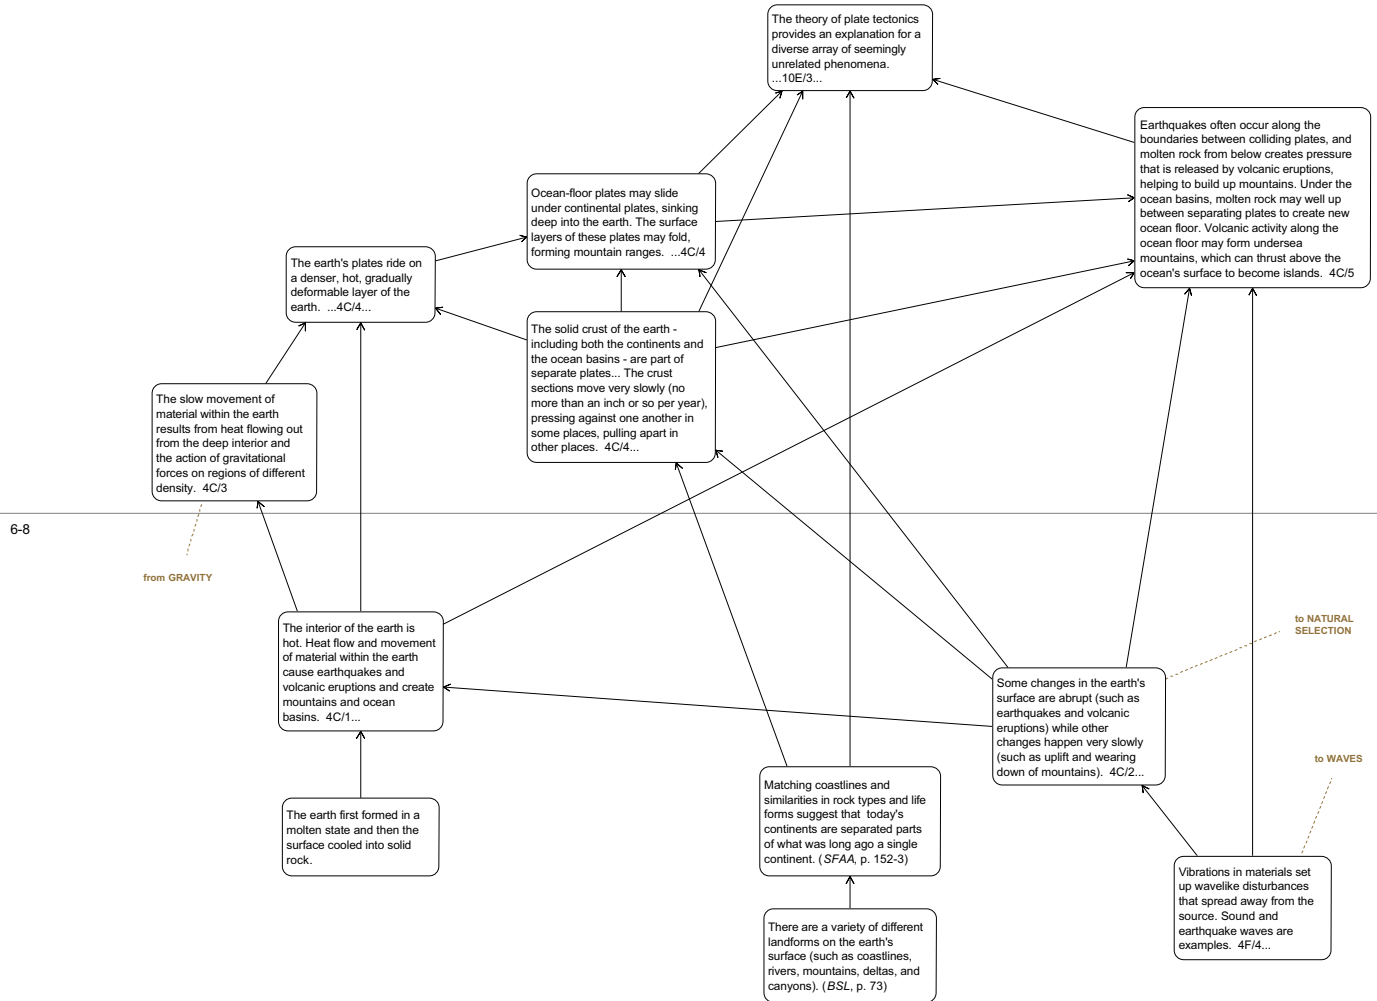 The theory of plate tectonics
provides an explanation for a
diverse array of seemingly
unrelated phenomena.
...10E/3...
Earthquakes often occur along the
boundaries between colliding plates, and
molten rock from below creates pressure
that is released by volcanic eruptions,
helping to build up mountains. Under the
ocean basins, molten rock may well up
between separating plates to create new
ocean floor. Volcanic activity along the
ocean floor may form undersea
mountains, which can thrust above the
ocean's surface to become islands. 4C/5
Ocean-floor plates may slide
under continental plates, sinking
deep into the earth. The surface
layers of these plates may fold,
forming mountain ranges. ...4C/4
The earth's plates ride on
a denser, hot, gradually
deformable layer of the
earth. ...4C/4...
The solid crust of the earth -
including both the continents and
the ocean basins - are part of
separate plates... The crust
sections move very slowly (no
more than an inch or so per year),
pressing against one another in
some places, pulling apart in
other places. 4C/4...
The slow movement of
material within the earth
results from heat flowing out
from the deep interior and
the action of gravitational
forces on regions of different
density. 4C/3
6-8
from GRAVITY
The interior of the earth is
hot. Heat flow and movement
of material within the earth
cause earthquakes and
volcanic eruptions and create
mountains and ocean
basins. 4C/1...
to NATURAL
SELECTION
Some changes in the earth's
surface are abrupt (such as
earthquakes and volcanic
eruptions) while other
changes happen very slowly
(such as uplift and wearing
down of mountains). 4C/2...
to WAVES
Matching coastlines and
similarities in rock types and life
forms suggest that today's
continents are separated parts
of what was long ago a single
continent. (SFAA, p. 152-3)
The earth first formed in a
molten state and then the
surface cooled into solid
rock.
Vibrations in materials set
up wavelike disturbances
that spread away from the
source. Sound and
earthquake waves are
examples. 4F/4...
There are a variety of different
landforms on the earth's
surface (such as coastlines,
rivers, mountains, deltas, and
canyons). (BSL, p. 73)